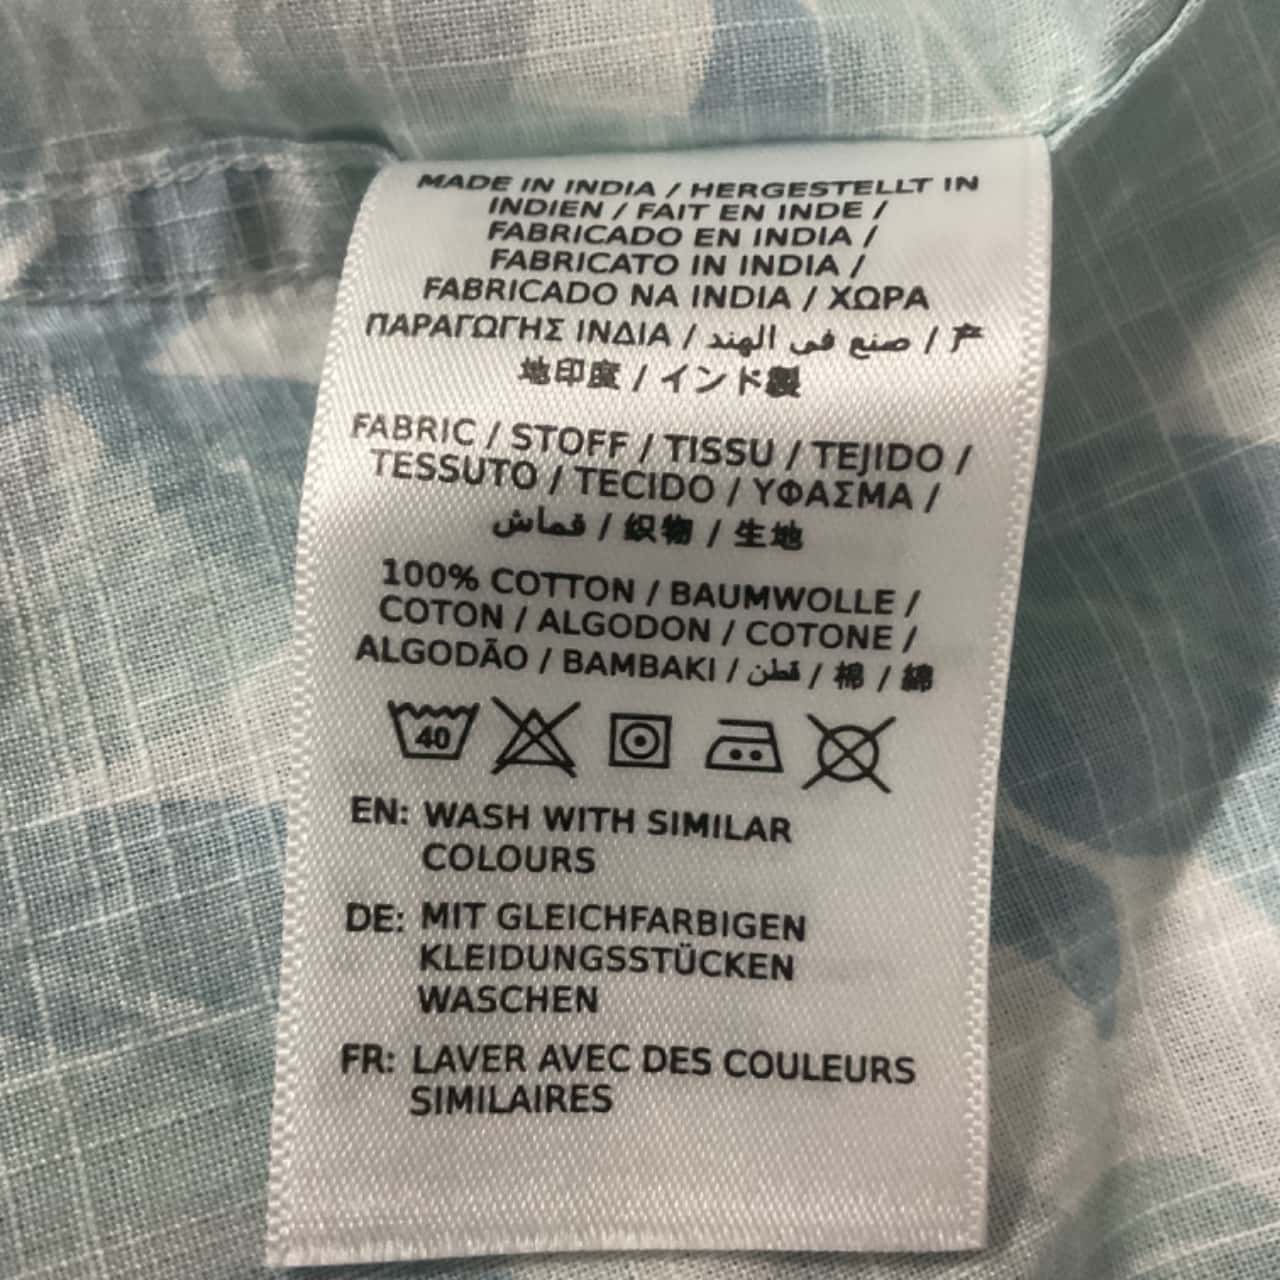 MADE IN INDIA / HERGESTELLT IN
INDIEN / FAIT EN INDE /
FABRICADO EN INDIA /
FABRICATO IN INDIA /
FABRICADO NA INDIA / ΧΩΡΑ
ΠΑΡΑΓΩΓΗΣ ΙΝΔΙΑ / صنع في الهند / 产
地印度 / インド製
FABRIC / STOFF / TISSU / TEJIDO /
TESSUTO / TECIDO / ΥΦΑΣΜΑ /
قماش / 织物 / 生地
100% COTTON / BAUMWOLLE /
COTON / ALGODON / COTONE /
ALGODÃO / BAMBAKI / قطن / 棉 / 綿
40
EN: WASH WITH SIMILAR
COLOURS
DE: MIT GLEICHFARBIGEN
KLEIDUNGSSTÜCKEN
WASCHEN
FR: LAVER AVEC DES COULEURS
SIMILAIRES